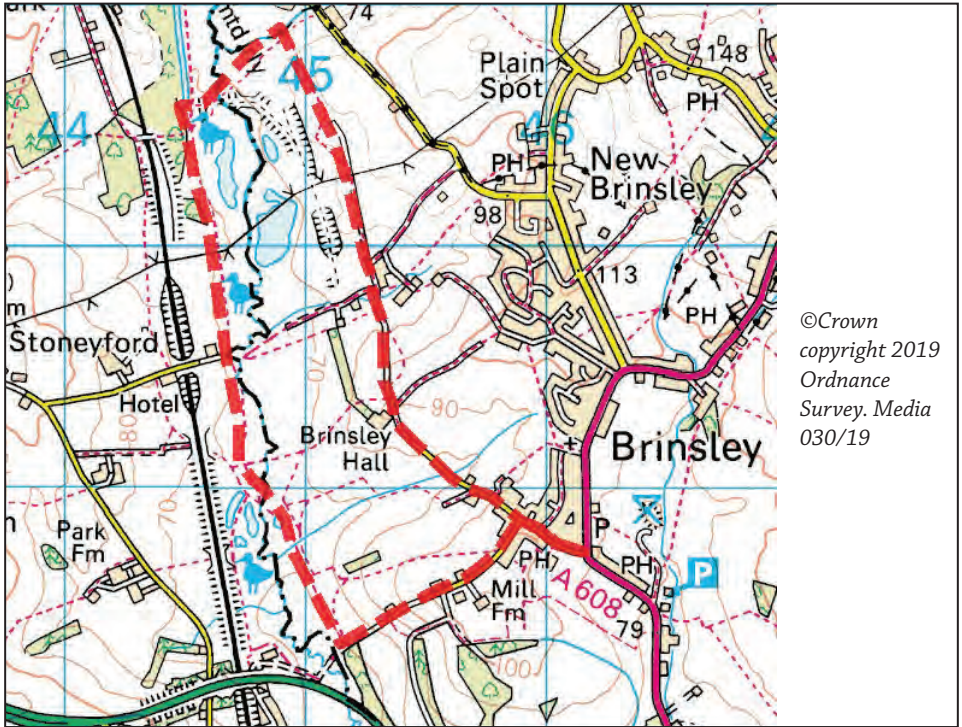 74
45
44
Plain
Spot
148
PH
46
PH
New
Brinsley
98
113
PH
m
Stoneyford
Hotel
70
80
90
Brinsley
Hall
Brinsley
70
Park
Fm
P
PH
PH
P
Mill
Fm
A 608
79
100
©Crown
copyright 2019
Ordnance
Survey. Media
030/19